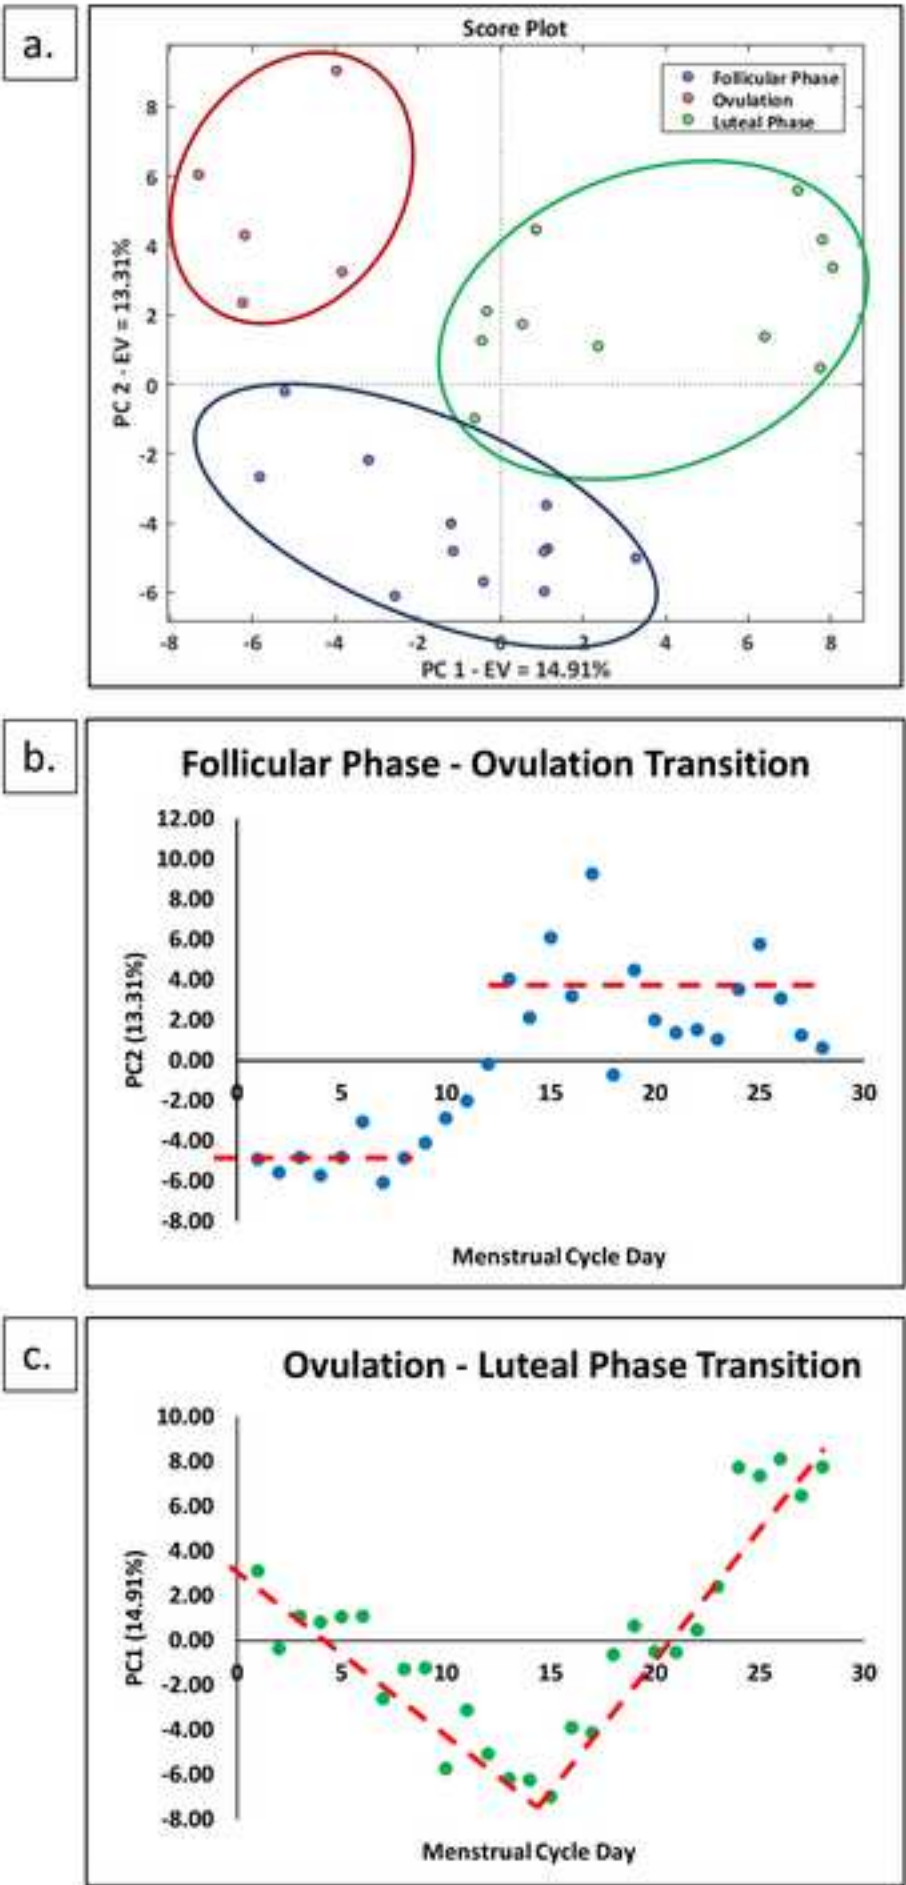 a.
Score Plot
Follicular Phase
Ovulation
Luteal Phase
8
6
4
2
0
-2
-4
-6
PC 2 - EV = 13.31%
-8 -6 -4 -2 0 2 4 6 8
PC 1 - EV = 14.91%
b.
Follicular Phase - Ovulation Transition
12.00
10.00
8.00
6.00
4.00
2.00
0.00
-2.00
-4.00
-6.00
-8.00
PC2 (13.31%)
0 5 10 15 20 25 30
Menstrual Cycle Day
c.
Ovulation - Luteal Phase Transition
10.00
8.00
6.00
4.00
2.00
0.00
-2.00
-4.00
-6.00
-8.00
PC1 (14.91%)
0 5 10 15 20 25 30
Menstrual Cycle Day